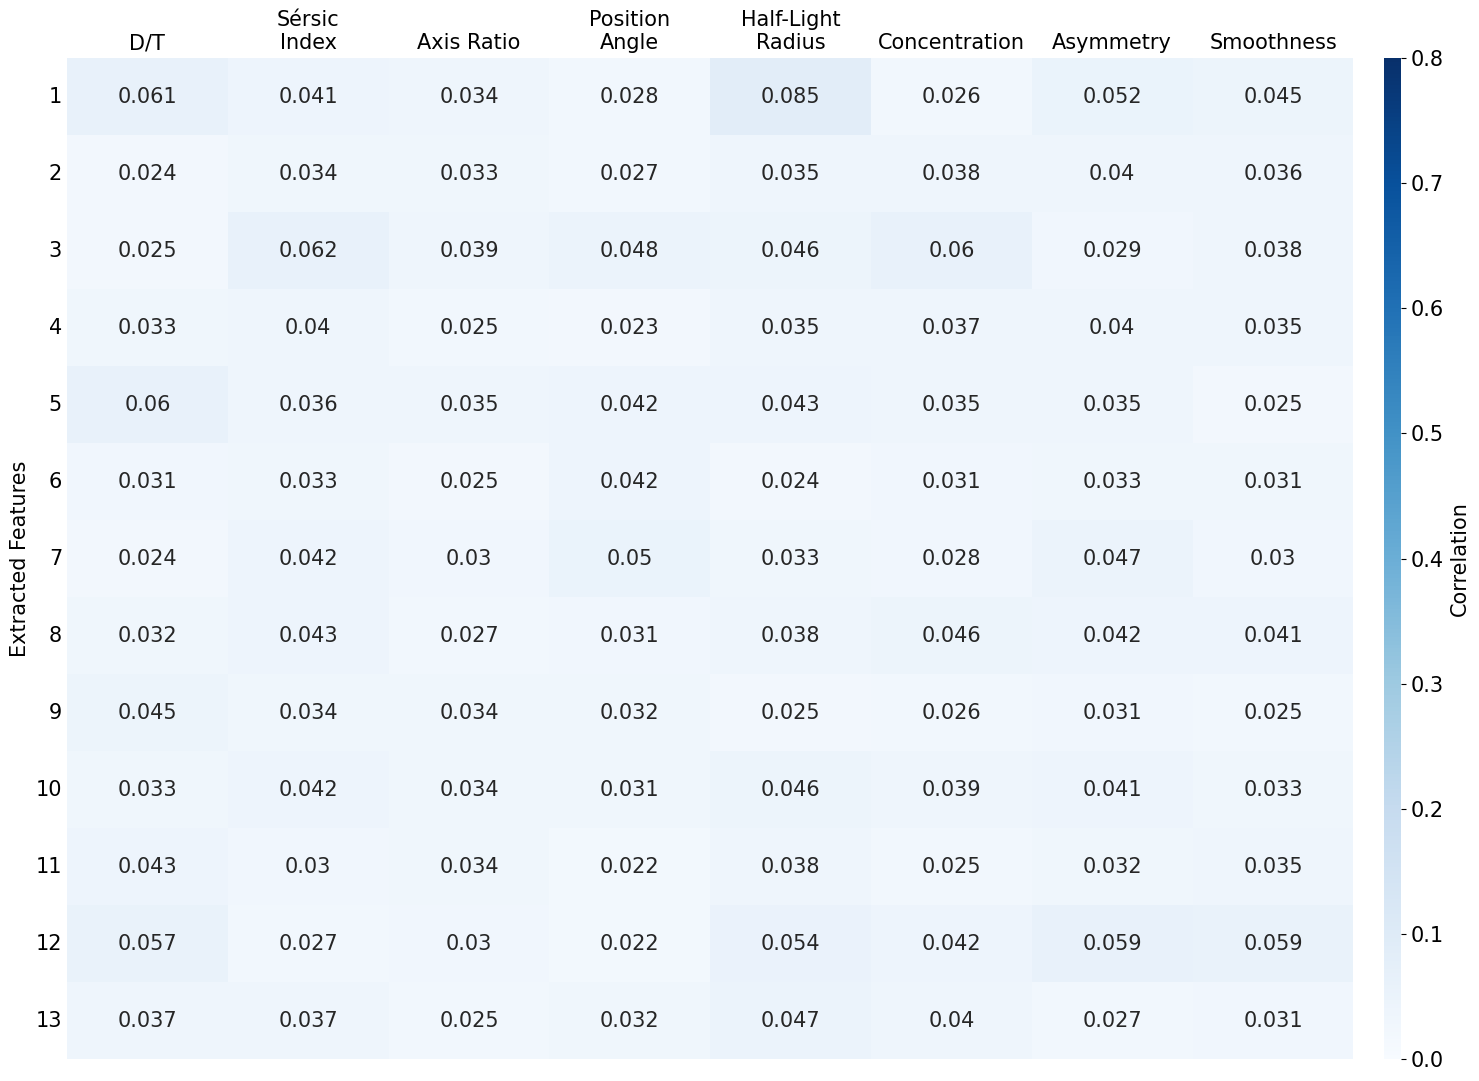 Sérsic Position Half-Light
D/T Index Axis Ratio Angle Radius Concentration Asymmetry Smoothness
1 0.061 0.041 0.034 0.028 0.085 0.026 0.052 0.045
2 0.024 0.034 0.033 0.027 0.035 0.038 0.04 0.036
3 0.025 0.062 0.039 0.048 0.046 0.06 0.029 0.038
4 0.033 0.04 0.025 0.023 0.035 0.037 0.04 0.035
5 0.06 0.036 0.035 0.042 0.043 0.035 0.035 0.025
6 0.031 0.033 0.025 0.042 0.024 0.031 0.033 0.031
7 0.024 0.042 0.03 0.05 0.033 0.028 0.047 0.03
8 0.032 0.043 0.027 0.031 0.038 0.046 0.042 0.041
9 0.045 0.034 0.034 0.032 0.025 0.026 0.031 0.025
10 0.033 0.042 0.034 0.031 0.046 0.039 0.041 0.033
11 0.043 0.03 0.034 0.022 0.038 0.025 0.032 0.035
12 0.057 0.027 0.03 0.022 0.054 0.042 0.059 0.059
13 0.037 0.037 0.025 0.032 0.047 0.04 0.027 0.031
Extracted Features
0.8
0.7
0.6
0.5
0.4
0.3
0.2
0.1
0.0
Correlation